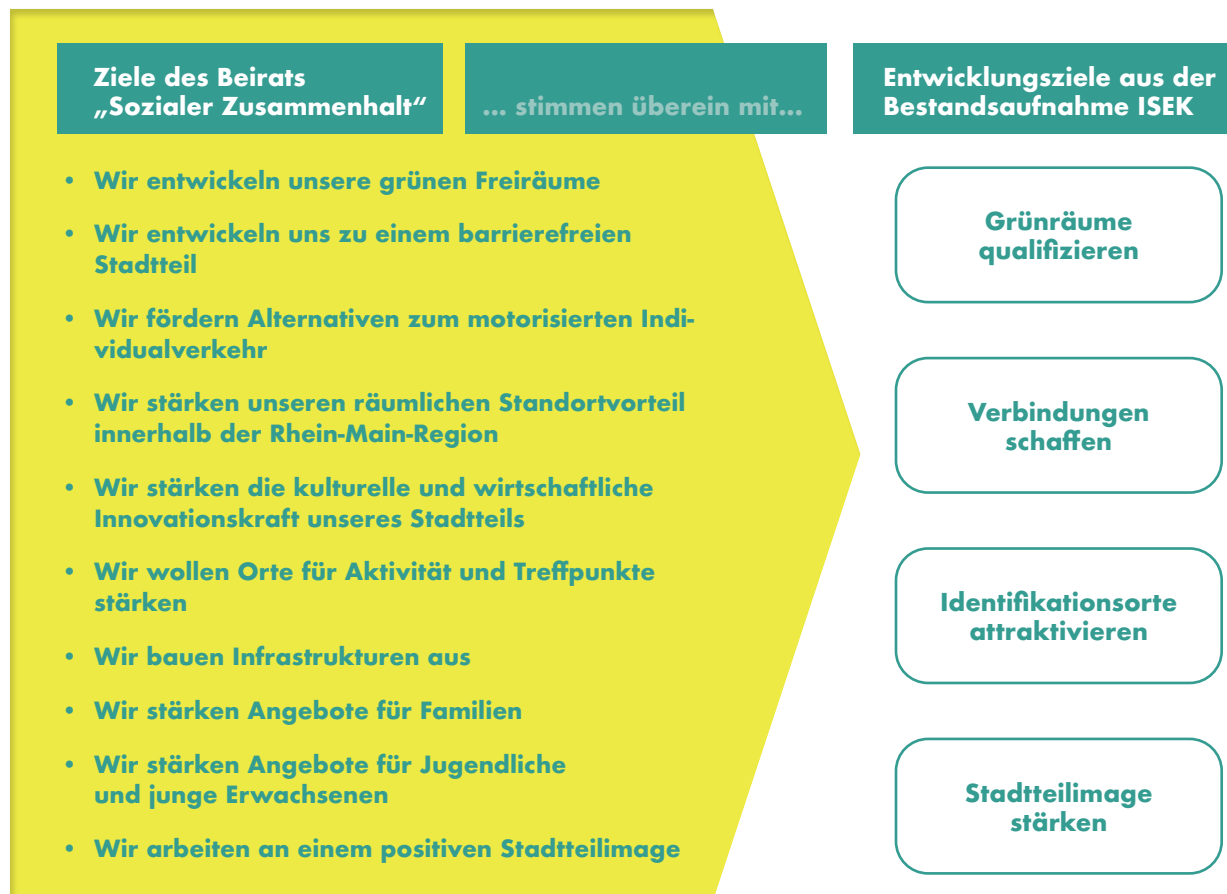 Ziele des Beirats
„Sozialer Zusammenhalt“
... stimmen überein mit...
Entwicklungsziele aus der
Bestandsaufnahme ISEK
• Wir entwickeln unsere grünen Freiräume
• Wir entwickeln uns zu einem barrierefreien
Stadtteil
• Wir fördern Alternativen zum motorisierten Indi-
vidualverkehr
• Wir stärken unseren räumlichen Standortvorteil
innerhalb der Rhein-Main-Region
• Wir stärken die kulturelle und wirtschaftliche
Innovationskraft unseres Stadtteils
• Wir wollen Orte für Aktivität und Treffpunkte
stärken
• Wir bauen Infrastrukturen aus
• Wir stärken Angebote für Familien
• Wir stärken Angebote für Jugendliche
und junge Erwachsenen
• Wir arbeiten an einem positiven Stadtteilimage
Grünräume
qualifizieren
Verbindungen
schaffen
Identifikationsorte
attraktivieren
Stadtteilimage
stärken